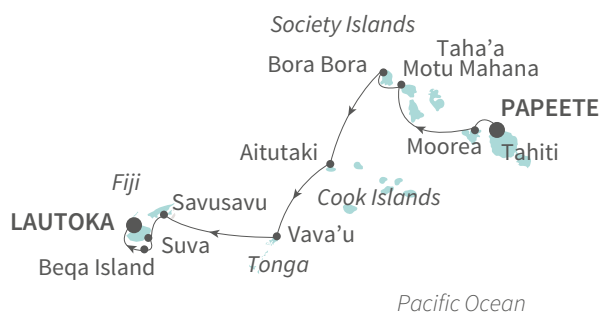 Society Islands
Taha’a
Bora Bora
Motu Mahana
PAPEETE
Moorea
Tahiti
Aitutaki
Fiji
Cook Islands
Savusavu
LAUTOKA
Vava’u
Suva
Beqa Island
Tonga
Pacific Ocean